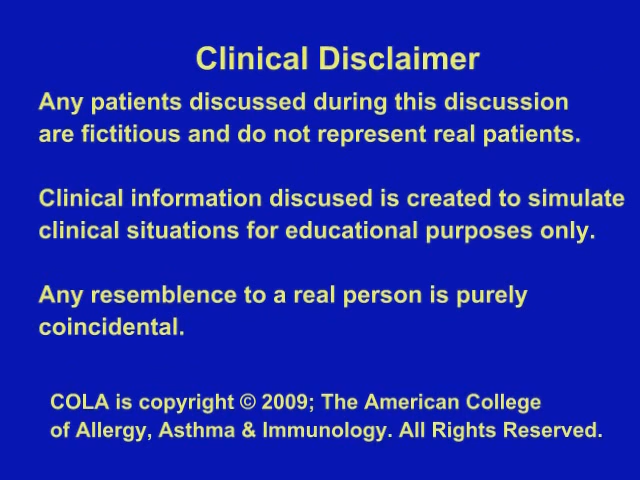 Clinical Disclaimer
Any patients discussed during this discussion
are fictitious and do not represent real patients.
Clinical information discused is created to simulate
clinical situations for educational purposes only.
Any resemblence to a real person is purely
coincidental.
COLA is copyright © 2009; The American College
of Allergy, Asthma & Immunology. All Rights Reserved.